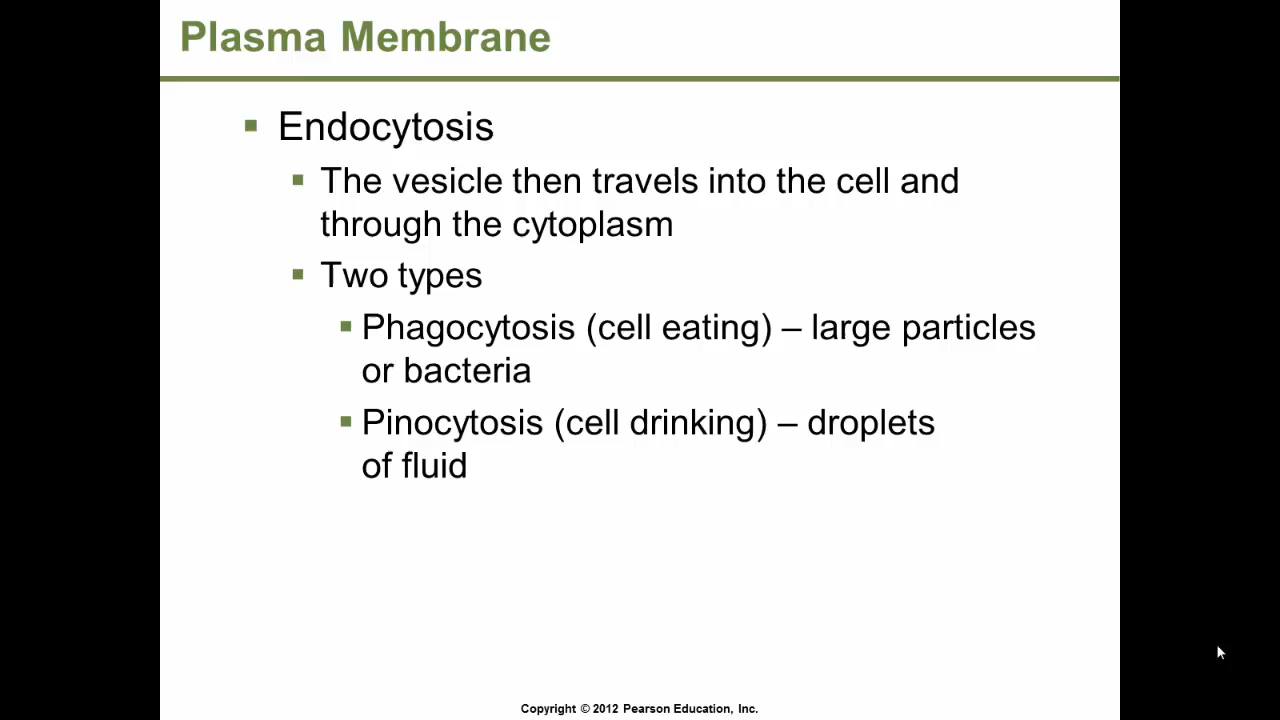 Plasma Membrane
Endocytosis
The vesicle then travels into the cell and
through the cytoplasm
Two types
Phagocytosis (cell eating) – large particles
or bacteria
Pinocytosis (cell drinking) – droplets
of fluid
Copyright © 2012 Pearson Education, Inc.